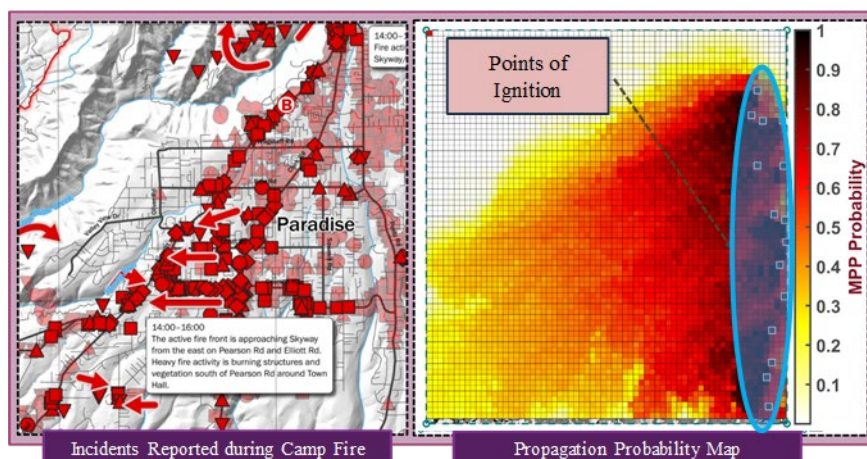 14:00–1
Fire acti
Skyway,
B
Paradise
14:00–16:00
The active fire front is approaching Skyway
from the east on Pearson Rd and Elliott Rd.
Heavy fire activity is burning structures and
vegetation south of Pearson Rd around Town
Hall.
Incidents Reported during Camp Fire
Points of
Ignition
1
0.9
0.8
0.7
0.6
0.5
0.4
0.3
0.2
0.1
MPP Probability
Propagation Probability Map